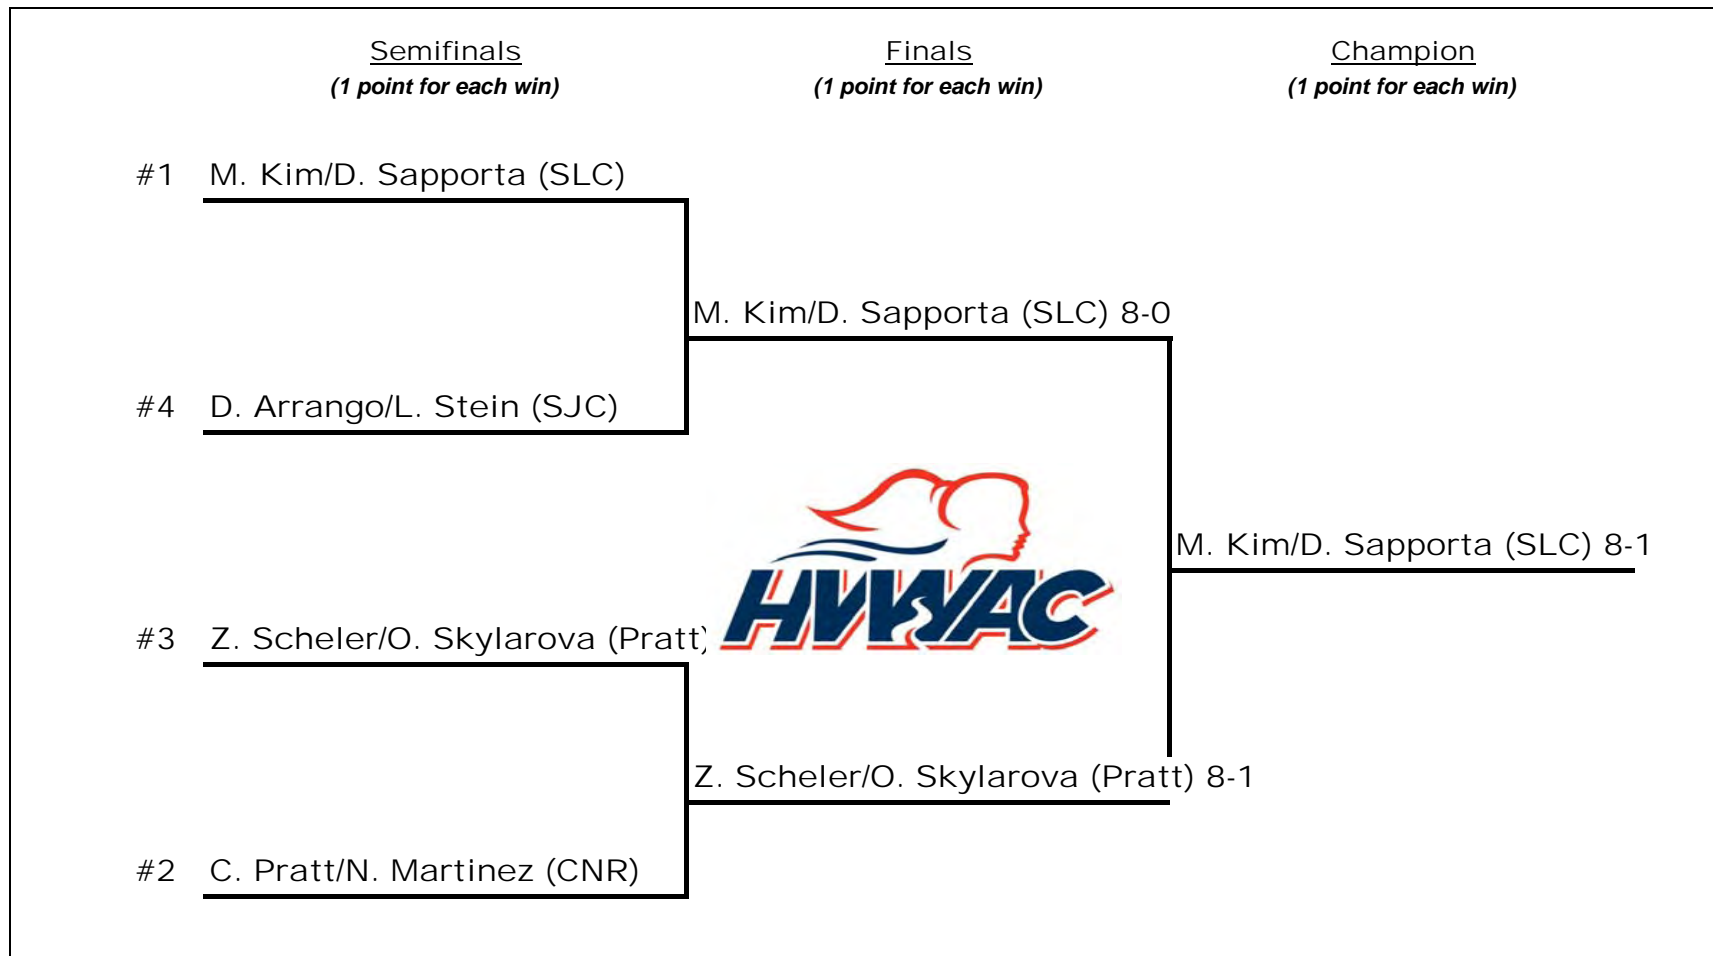 Semifinals Finals Champion
(1 point for each win) (1 point for each win) (1 point for each win)
#1 M. Kim/D. Sapporta (SLC)
M. Kim/D. Sapporta (SLC) 8-0
#4 D. Arrango/L. Stein (SJC)
M. Kim/D. Sapporta (SLC) 8-1
HVWAC
#3 Z. Scheler/O. Skylarova (Pratt)
Z. Scheler/O. Skylarova (Pratt) 8-1
#2 C. Pratt/N. Martinez (CNR)